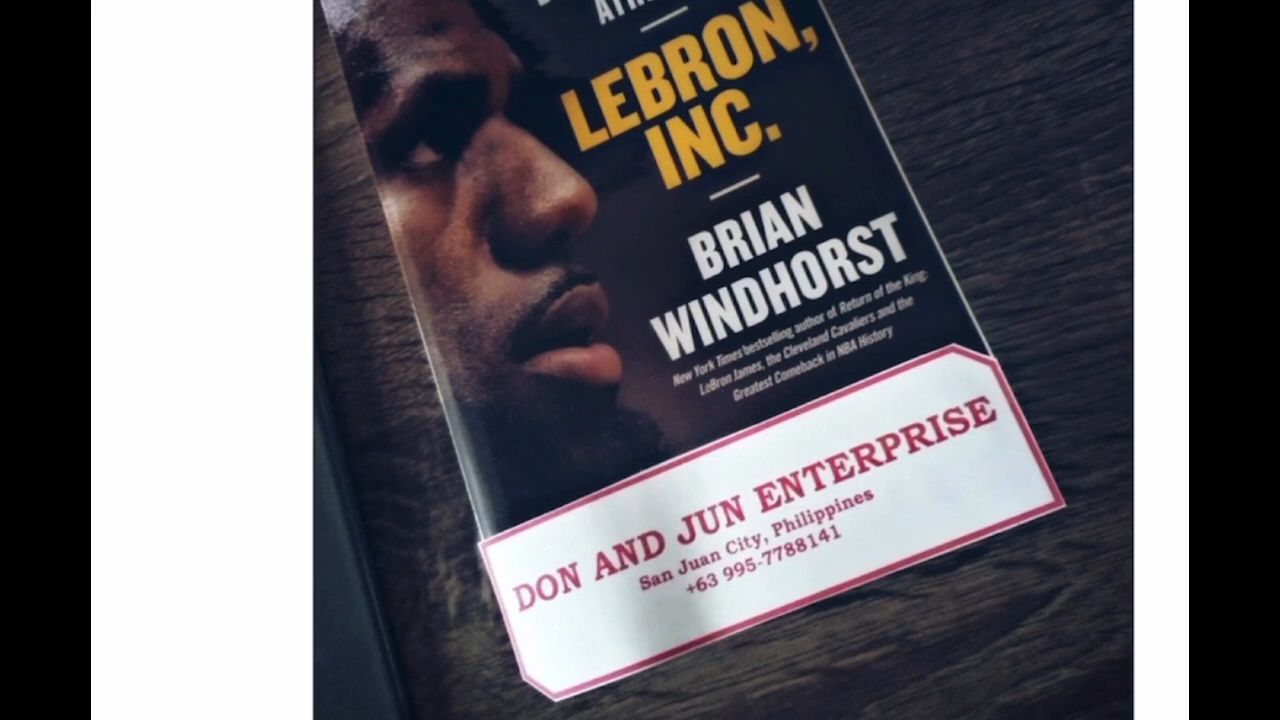 LEBRON,
INC.
BRIAN
WINDHORST
New York Times bestselling author of Return of the King:
LeBron James, the Cleveland Cavaliers and the
Greatest Comeback in NBA History
DON AND JUN ENTERPRISE
San Juan City, Philippines
+63 995-7788141